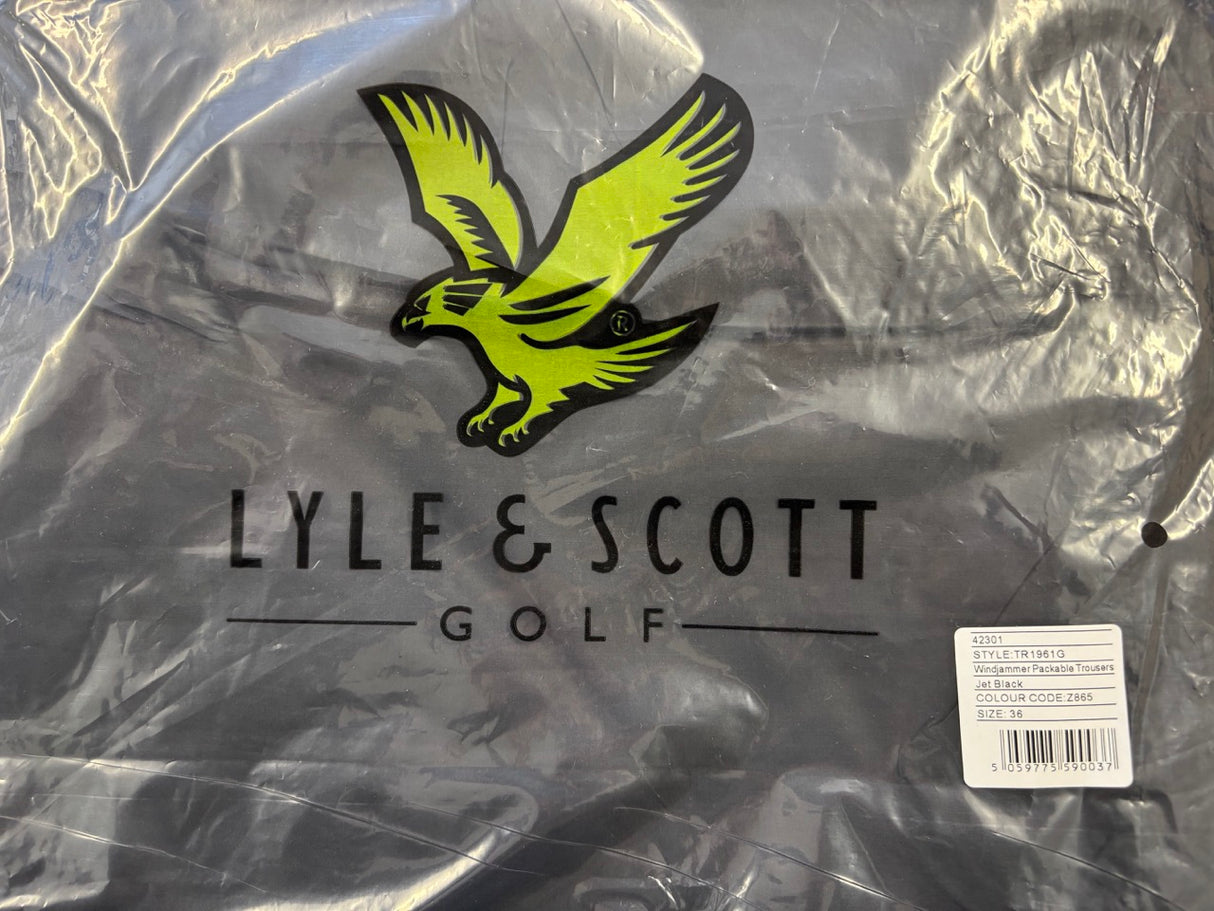 ®
LYLE & SCOTT
GOLF
42301
STYLE:TR1961G
Windjammer Packable Trousers
Jet Black
COLOUR CODE:Z865
SIZE: 36
5 059775 590037